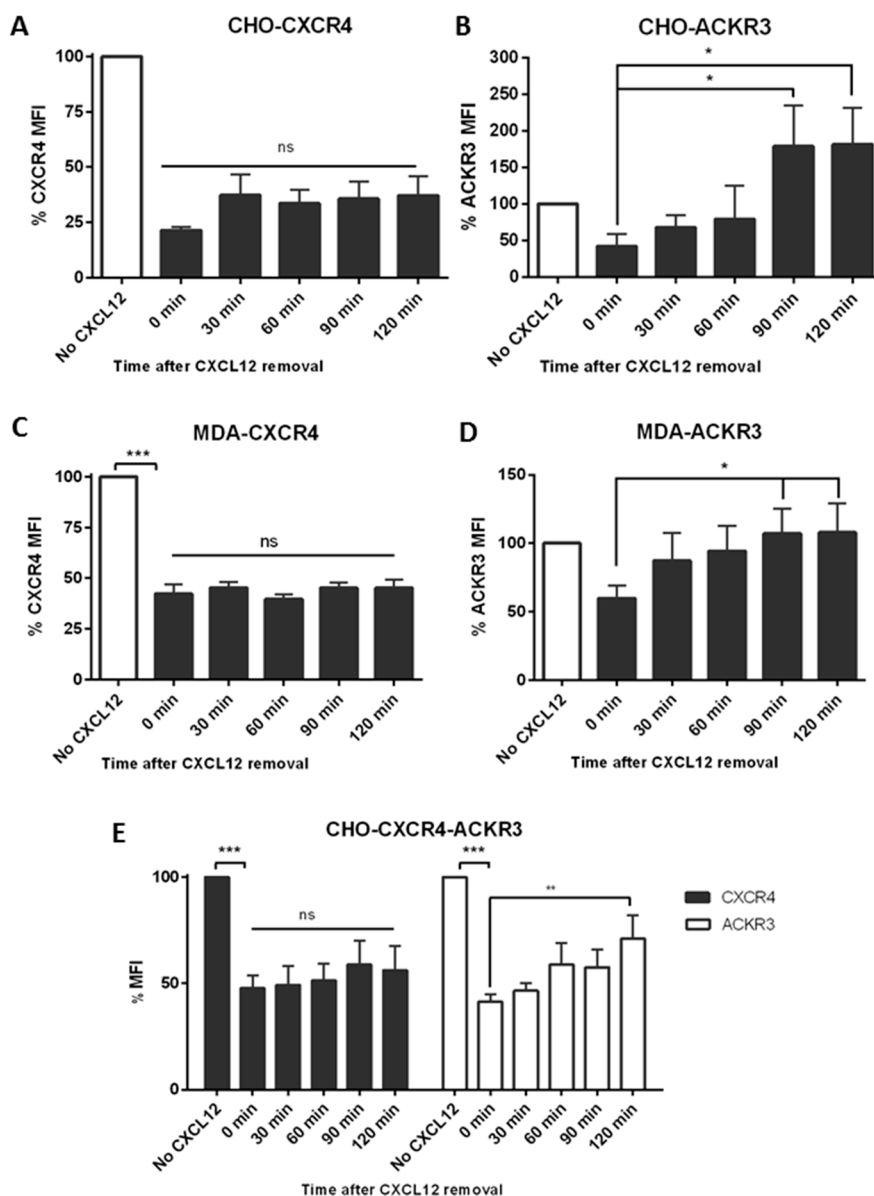 A
CHO-CXCR4
% CXCR4 MFI
100
75
50
25
0
ns
No CXCL12
0 min
30 min
60 min
90 min
120 min
Time after CXCL12 removal
B
CHO-ACKR3
% ACKR3 MFI
300
250
200
150
100
50
0
*
*
No CXCL12
0 min
30 min
60 min
90 min
120 min
Time after CXCL12 removal
C
MDA-CXCR4
% CXCR4 MFI
100
75
50
25
0
***
ns
No CXCL12
0 min
30 min
60 min
90 min
120 min
Time after CXCL12 removal
D
MDA-ACKR3
% ACKR3 MFI
150
100
50
0
*
No CXCL12
0 min
30 min
60 min
90 min
120 min
Time after CXCL12 removal
E
CHO-CXCR4-ACKR3
% MFI
100
50
0
***
ns
***
**
CXCR4
ACKR3
No CXCL12
0 min
30 min
60 min
90 min
120 min
No CXCL12
0 min
30 min
60 min
90 min
120 min
Time after CXCL12 removal